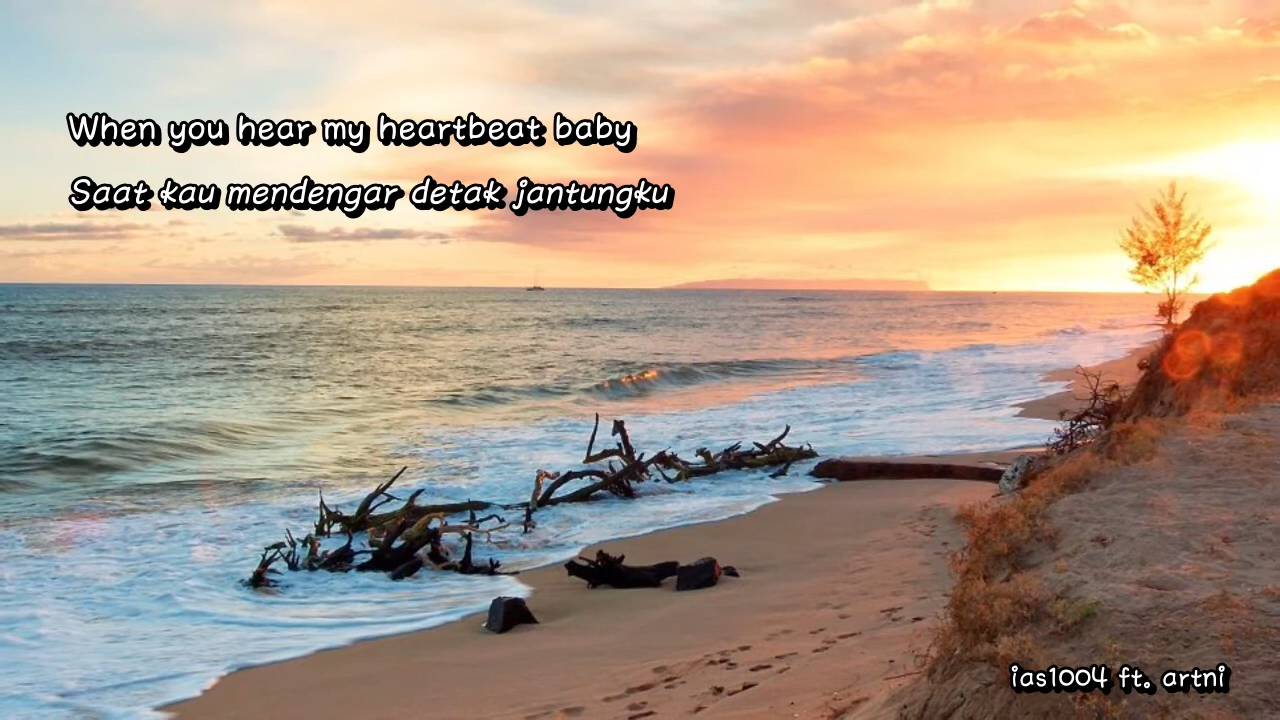 When you hear my heartbeat baby
Saat kau mendengar detak jantungku
ias1004 ft. artni